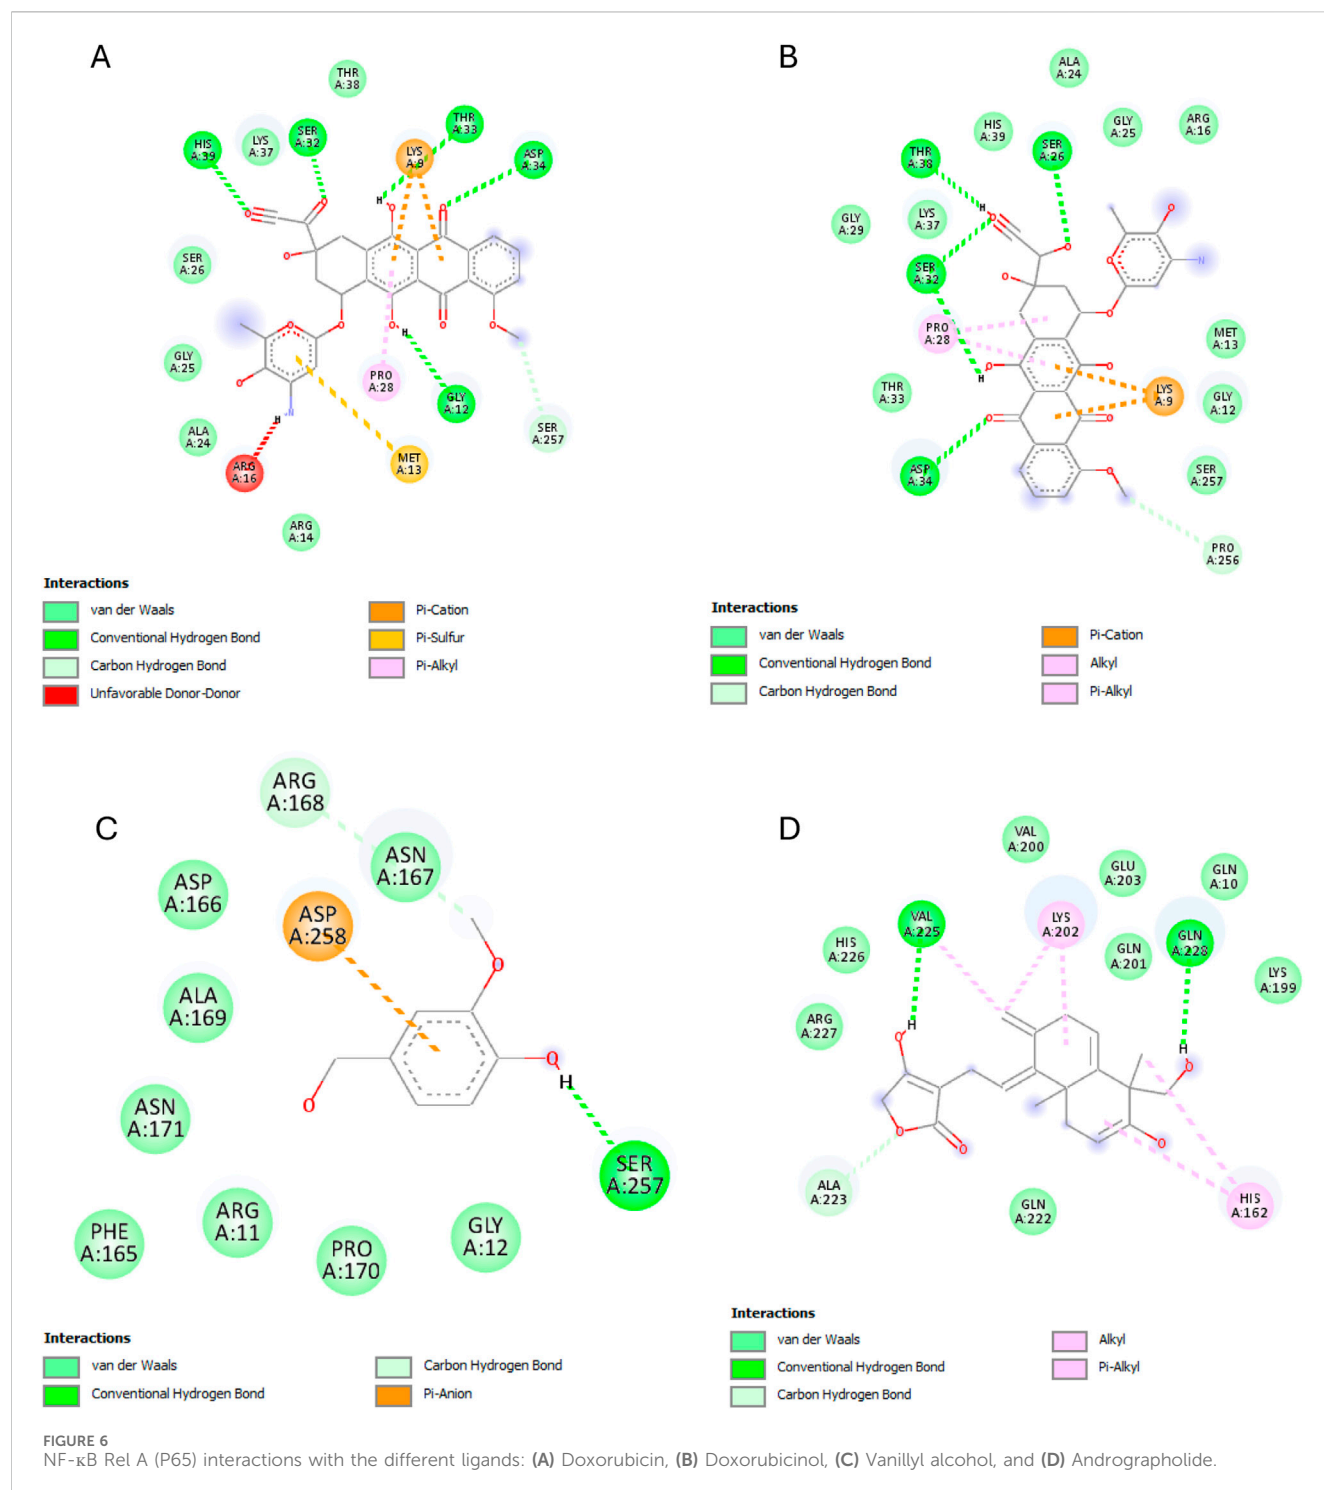 A
THR
A:38
HIS
A:39
LYS
A:37
SER
A:32
LYS
A:9
THR
A:33
ASP
A:34
H
O
O
O
O
O
SER
A:26
O
O
O
O
H
O
GLY
A:25
O
N
H
PRO
A:28
GLY
A:12
SER
A:257
ALA
A:24
ARG
A:16
MET
A:13
ARG
A:14
Interactions
van der Waals
Conventional Hydrogen Bond
Carbon Hydrogen Bond
Unfavorable Donor-Donor
Pi-Cation
Pi-Sulfur
Pi-Alkyl
B
ALA
A:24
HIS
A:39
GLY
A:25
ARG
A:16
THR
A:38
SER
A:26
GLY
A:29
LYS
A:37
H
O
O
O
SER
A:32
O
O
N
O
PRO
A:28
MET
A:13
O
O
H
THR
A:33
LYS
A:9
GLY
A:12
O
O
ASP
A:34
O
SER
A:257
PRO
A:256
Interactions
van der Waals
Conventional Hydrogen Bond
Carbon Hydrogen Bond
Pi-Cation
Alkyl
Pi-Alkyl
C
ARG
A:168
ASN
A:167
ASP
A:166
ASP
A:258
O
ALA
A:169
O
H
O
ASN
A:171
SER
A:257
PHE
A:165
ARG
A:11
PRO
A:170
GLY
A:12
Interactions
van der Waals
Conventional Hydrogen Bond
Carbon Hydrogen Bond
Pi-Anion
D
VAL
A:200
GLU
A:203
GLN
A:10
VAL
A:225
LYS
A:202
HIS
A:226
GLN
A:201
GLN
A:228
LYS
A:199
ARG
A:227
H
O
H
O
O
O
O
ALA
A:223
GLN
A:222
HIS
A:162
Interactions
van der Waals
Conventional Hydrogen Bond
Carbon Hydrogen Bond
Alkyl
Pi-Alkyl
FIGURE 6
NF-κB Rel A (P65) interactions with the different ligands: (A) Doxorubicin, (B) Doxorubicinol, (C) Vanillyl alcohol, and (D) Andrographolide.